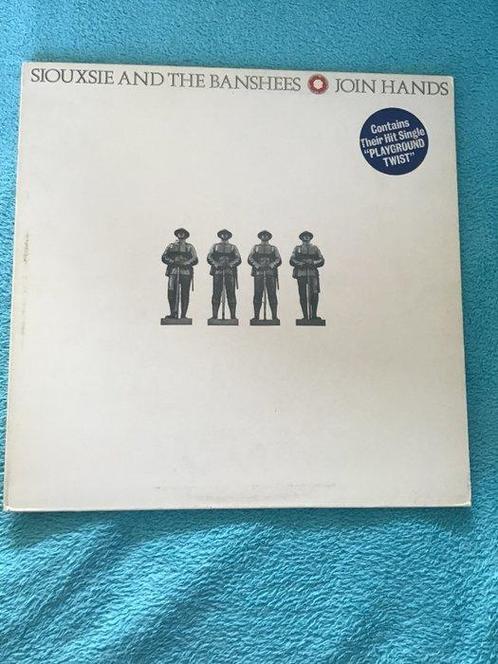 SIOUXSIE AND THE BANSHEES JOIN HANDS
Contains
Their Hit Single
"PLAYGROUND
TWIST"